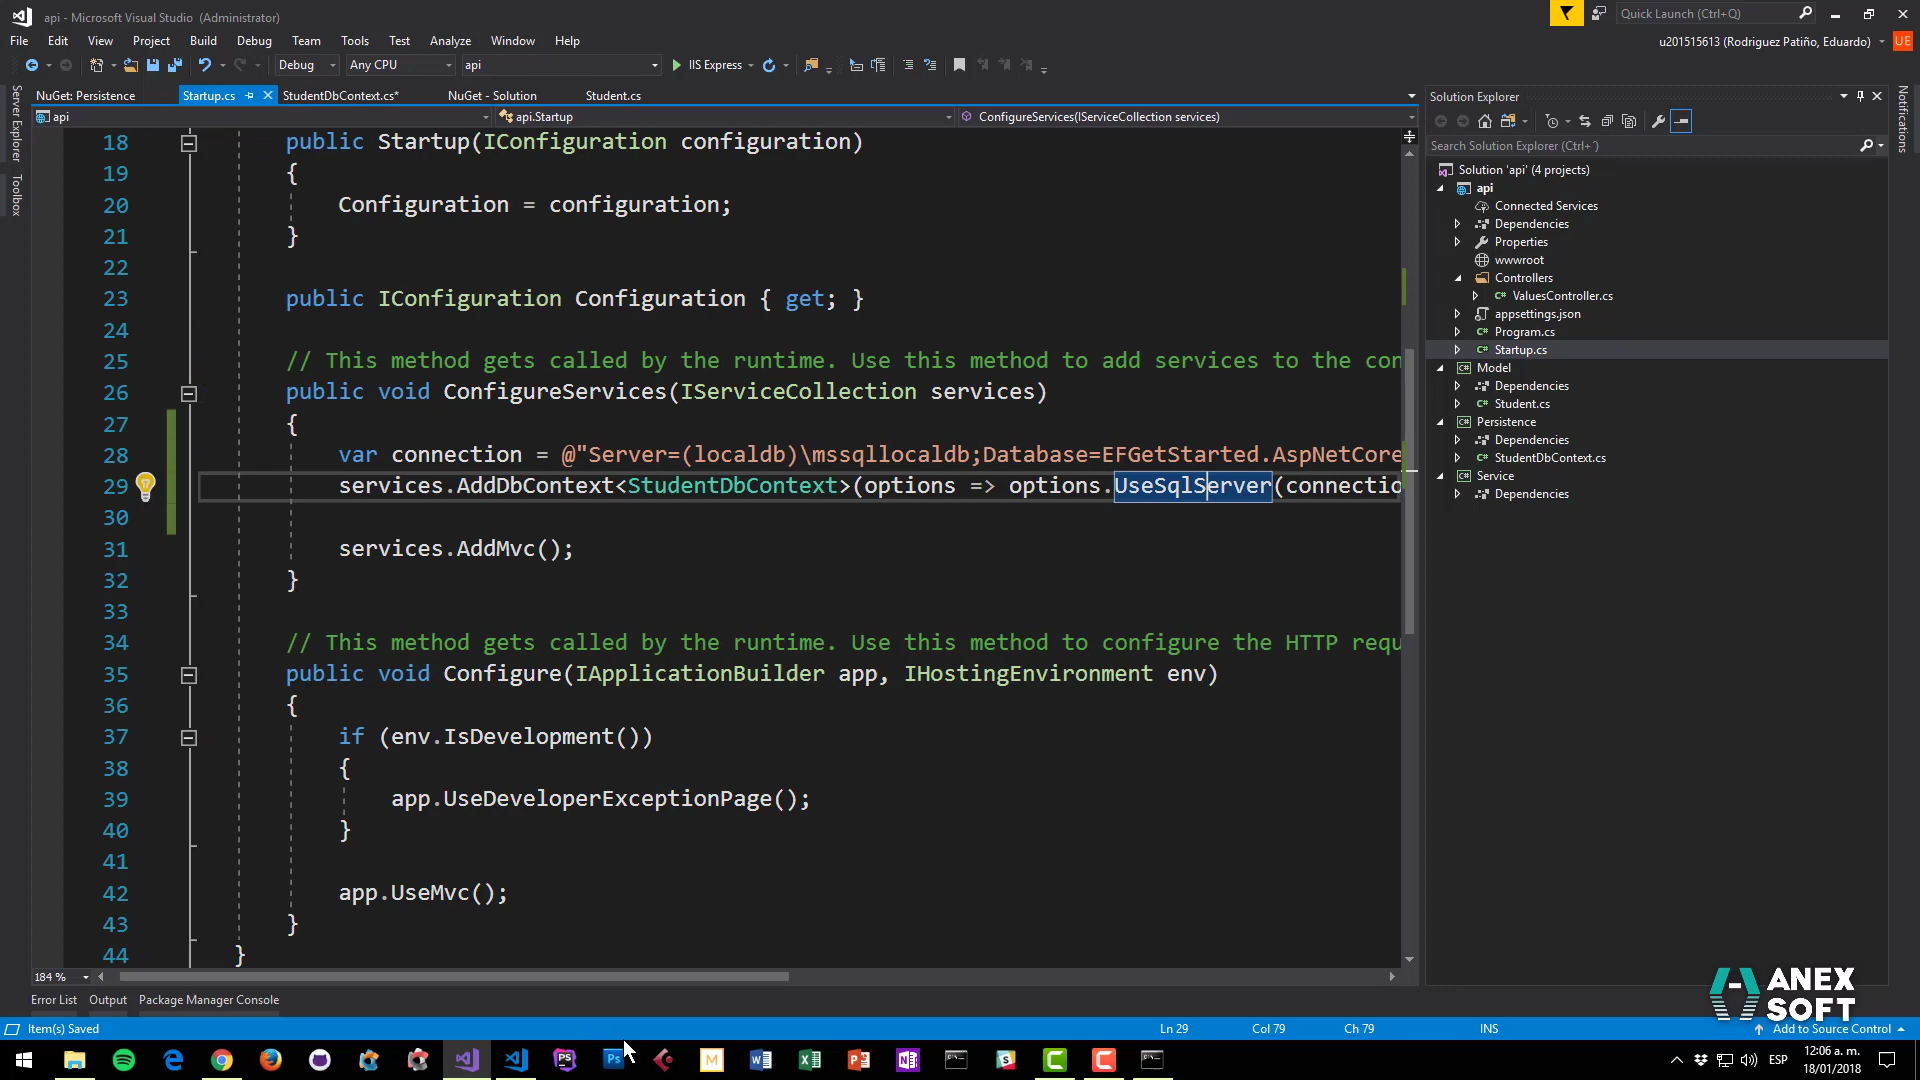 api - Microsoft Visual Studio (Administrator)
Quick Launch (Ctrl+Q)
File Edit View Project Build Debug Team Tools Test Analyze Window Help
u201515613 (Rodriguez Patiño, Eduardo) UE
Debug Any CPU api IIS Express
NuGet: Persistence Startup.cs StudentDbContext.cs* NuGet - Solution Student.cs
api api.Startup ConfigureServices(IServiceCollection services)
Server Explorer
Toolbox
18 public Startup(IConfiguration configuration)
19 {
20 Configuration = configuration;
21 }
22
23 public IConfiguration Configuration { get; }
24
25 // This method gets called by the runtime. Use this method to add services to the con
26 public void ConfigureServices(IServiceCollection services)
27 {
28 var connection = @"Server=(localdb)\mssqllocaldb;Database=EFGetStarted.AspNetCore
29 services.AddDbContext<StudentDbContext>(options => options.UseSqlServer(connectio
30
31 services.AddMvc();
32 }
33
34 // This method gets called by the runtime. Use this method to configure the HTTP requ
35 public void Configure(IApplicationBuilder app, IHostingEnvironment env)
36 {
37 if (env.IsDevelopment())
38 {
39 app.UseDeveloperExceptionPage();
40 }
41
42 app.UseMvc();
43 }
44 }
184 %
Solution Explorer
Search Solution Explorer (Ctrl+´)
Solution 'api' (4 projects)
api
Connected Services
Dependencies
Properties
wwwroot
Controllers
C# ValuesController.cs
appsettings.json
C# Program.cs
C# Startup.cs
C# Model
Dependencies
C# Student.cs
C# Persistence
Dependencies
C# StudentDbContext.cs
C# Service
Dependencies
Notifications
ANEX
SOFT
Error List Output Package Manager Console
Item(s) Saved Ln 29 Col 79 Ch 79 INS Add to Source Control
PS Ps M
ESP
12:06 a. m.
18/01/2018